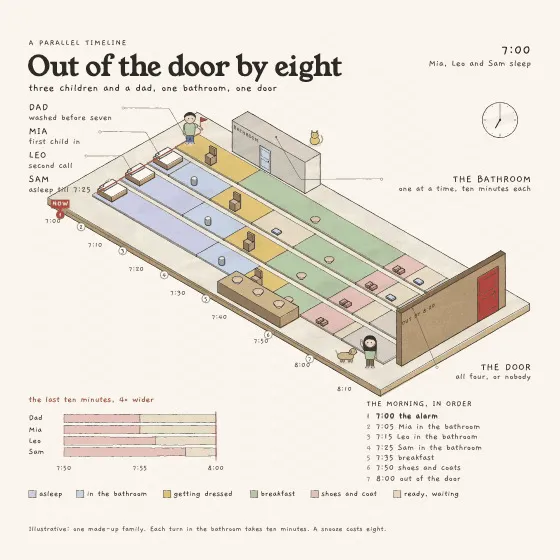 A PARALLEL TIMELINE
Out of the door by eight
three children and a dad, one bathroom, one door
7:00
Mia, Leo and Sam sleep
DAD
washed before seven
MIA
first child in
LEO
second call
SAM
asleep till 7:25
BATHROOM
THE BATHROOM
one at a time, ten minutes each
NOW
1
7:00
2
7:10
3
7:20
4
7:30
5
7:40
6
7:50
7
8:00
8:10
THE DOOR
all four, or nobody
the last ten minutes, 4× wider
Dad
Mia
Leo
Sam
7:50
7:55
8:00
THE MORNING, IN ORDER
1 7:00 the alarm
2 7:05 Mia in the bathroom
3 7:15 Leo in the bathroom
4 7:25 Sam in the bathroom
5 7:35 breakfast
6 7:50 shoes and coats
7 8:00 out of the door
asleep
in the bathroom
getting dressed
breakfast
shoes and coat
ready, waiting
Illustrative: one made-up family. Each turn in the bathroom takes ten minutes. A snooze costs eight.